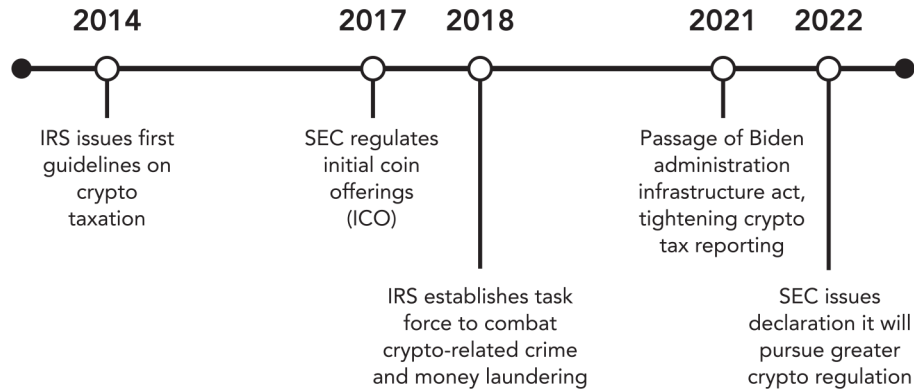 2014
2017
2018
2021
2022
IRS issues first
guidelines on
crypto
taxation
SEC regulates
initial coin
offerings
(ICO)
IRS establishes task
force to combat
crypto-related crime
and money laundering
Passage of Biden
administration
infrastructure act,
tightening crypto
tax reporting
SEC issues
declaration it will
pursue greater
crypto regulation